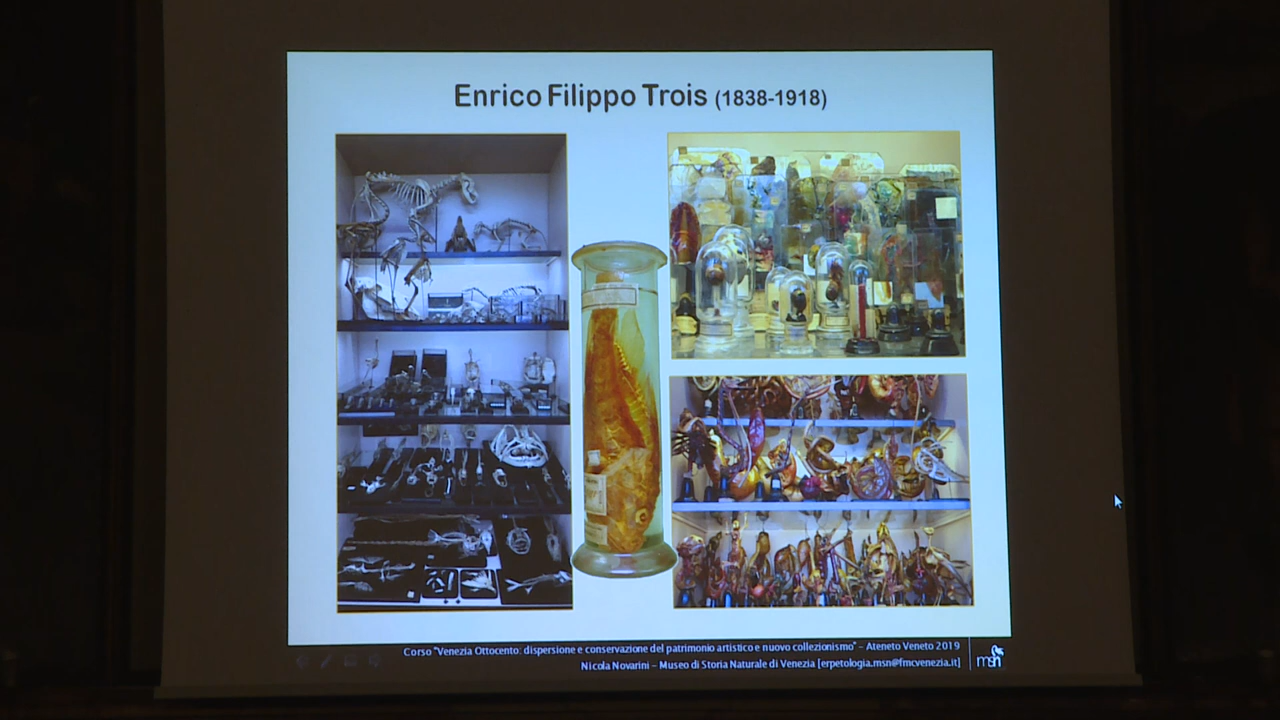 Enrico Filippo Trois (1838-1918)
Corso "Venezia Ottocento: dispersione e conservazione del patrimonio artistico e nuovo collezionismo" – Ateneto Veneto 2019
Nicola Novarini – Museo di Storia Naturale di Venezia [erpetologia.msn@fmcvenezia.it]
msn